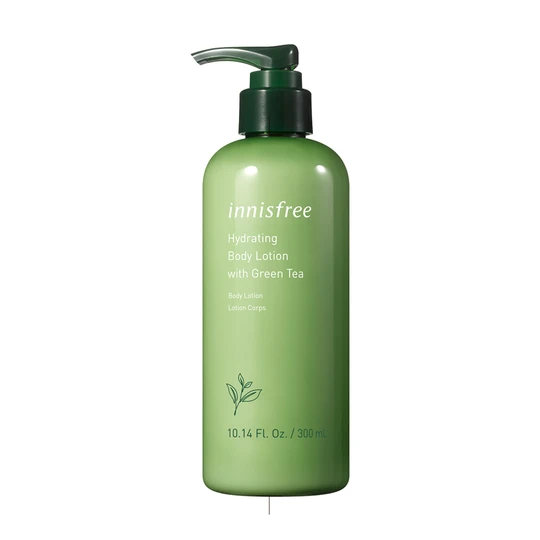 innisfree
Hydrating
Body Lotion
with Green Tea
Body Lotion
Lotion Corps
10.14 Fl. Oz. / 300 mL